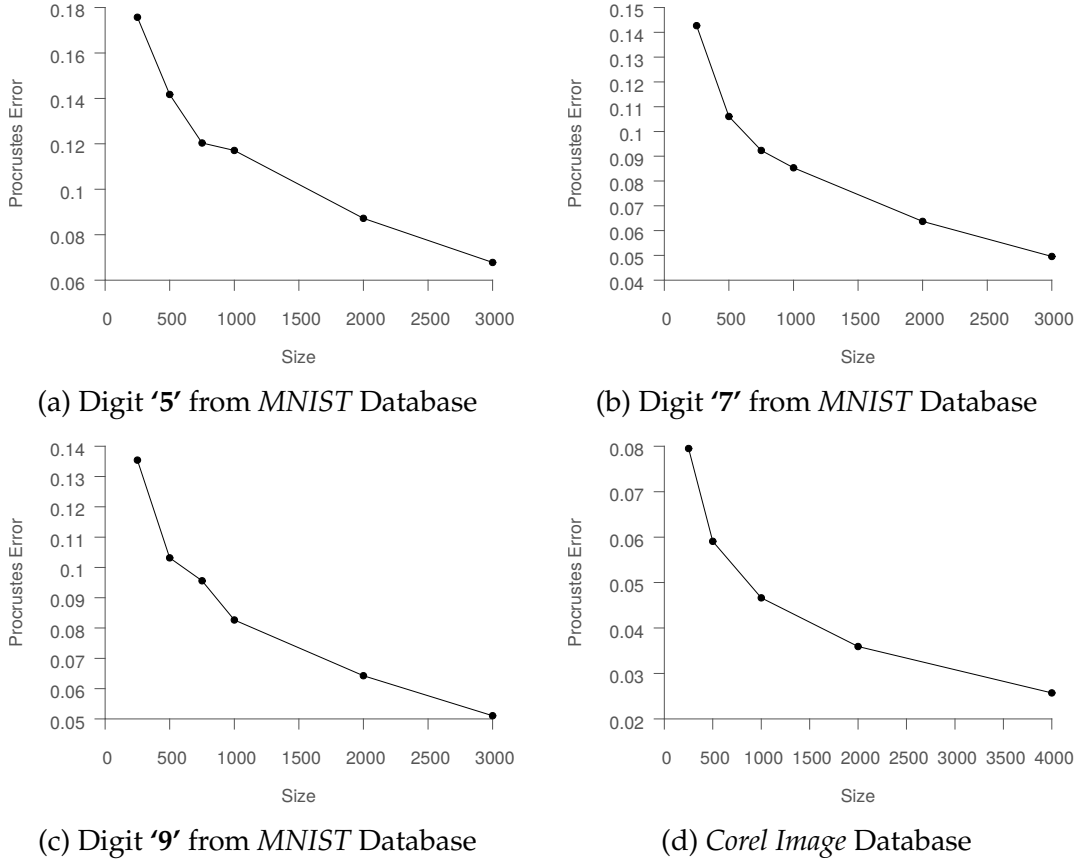 0.18
0.16
0.14
0.12
0.1
0.08
0.06
Procrustes Error
0 500 1000 1500 2000 2500 3000
Size
(a) Digit ‘5’ from MNIST Database
0.15
0.14
0.13
0.12
0.11
0.1
0.09
0.08
0.07
0.06
0.05
0.04
Procrustes Error
0 500 1000 1500 2000 2500 3000
Size
(b) Digit ‘7’ from MNIST Database
0.14
0.13
0.12
0.11
0.1
0.09
0.08
0.07
0.06
0.05
Procrustes Error
0 500 1000 1500 2000 2500 3000
Size
(c) Digit ‘9’ from MNIST Database
0.08
0.07
0.06
0.05
0.04
0.03
0.02
Procrustes Error
0 500 1000 1500 2000 2500 3000 3500 4000
Size
(d) Corel Image Database